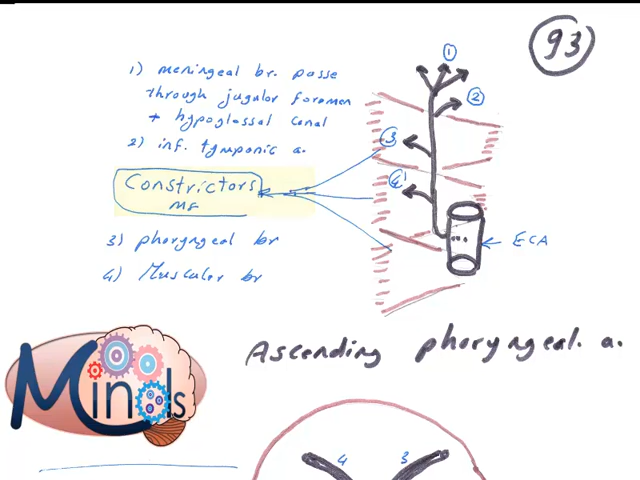 93
1) meningeal br. passe
through jugular foramen
+ hypoglossal canal
2) inf. tympanic a.
Constrictors
ms
3) pharyngeal br
4) Muscular br
1
2
3
4
ECA
Ascending pharyngeal. a.
Minds
4 3